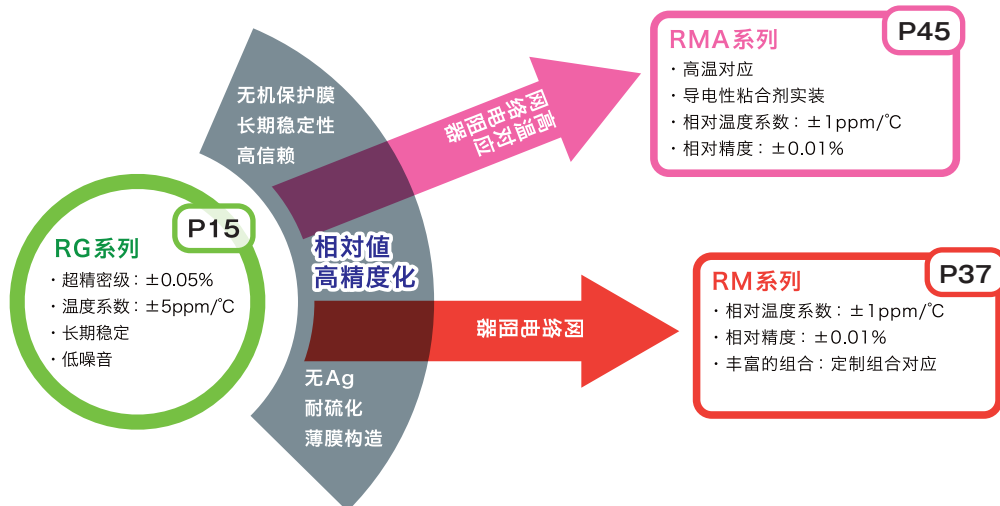 P15
RG系列
· 超精密级：±0.05%
· 温度系数：±5ppm/℃
· 长期稳定
· 低噪音
无机保护膜
长期稳定性
高信赖
相対値
高精度化
无Ag
耐硫化
薄膜构造
高温对应
网络电阻器
P45
RMA系列
· 高温对应
· 导电性粘合剂实装
· 相对温度系数：±1ppm/℃
· 相对精度：±0.01%
网络电阻器
P37
RM系列
· 相对温度系数：±1ppm/℃
· 相对精度：±0.01%
· 丰富的组合：定制组合对应